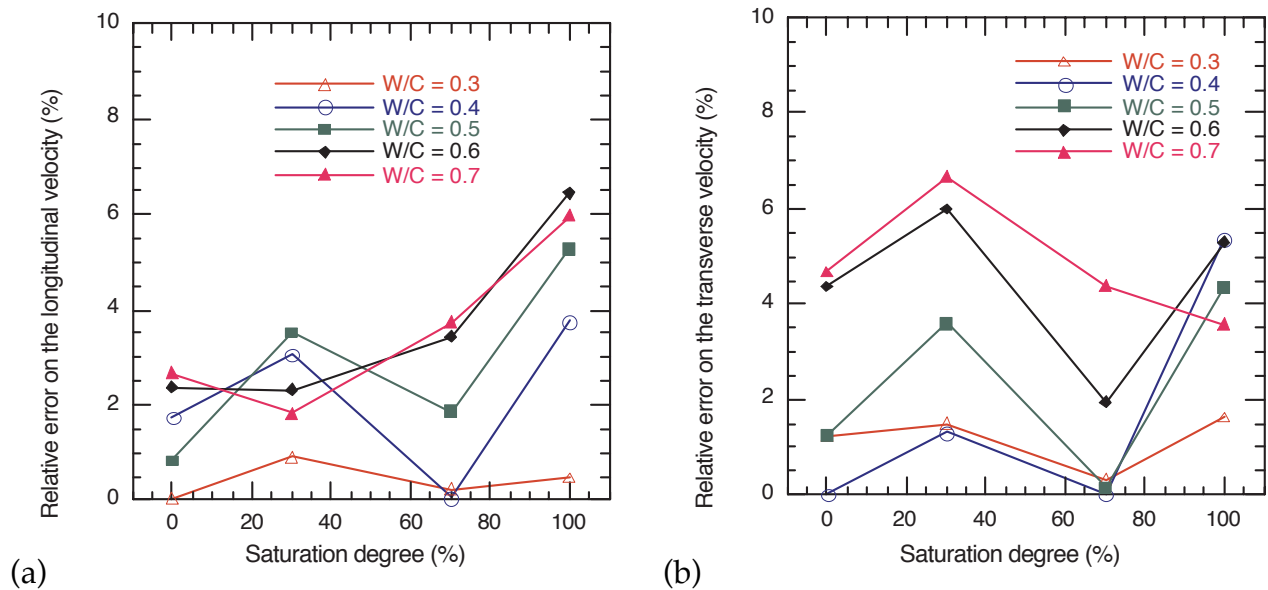 Relative error on the longitudinal velocity (%)
10
8
6
4
2
0
W/C = 0.3
W/C = 0.4
W/C = 0.5
W/C = 0.6
W/C = 0.7
0 20 40 60 80 100
Saturation degree (%)
(a)
Relative error on the transverse velocity (%)
10
8
6
4
2
0
W/C = 0.3
W/C = 0.4
W/C = 0.5
W/C = 0.6
W/C = 0.7
0 20 40 60 80 100
Saturation degree (%)
(b)